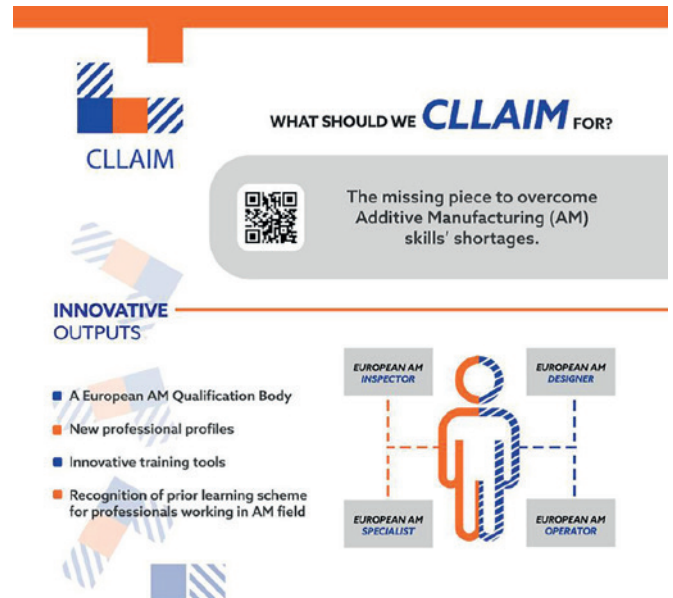 CLLAIM
WHAT SHOULD WE CLLAIM FOR?
The missing piece to overcome
Additive Manufacturing (AM)
skills' shortages.
INNOVATIVE
OUTPUTS
A European AM Qualification Body
New professional profiles
Innovative training tools
Recognition of prior learning scheme
for professionals working in AM field
EUROPEAN AM
INSPECTOR
EUROPEAN AM
DESIGNER
EUROPEAN AM
SPECIALIST
EUROPEAN AM
OPERATOR